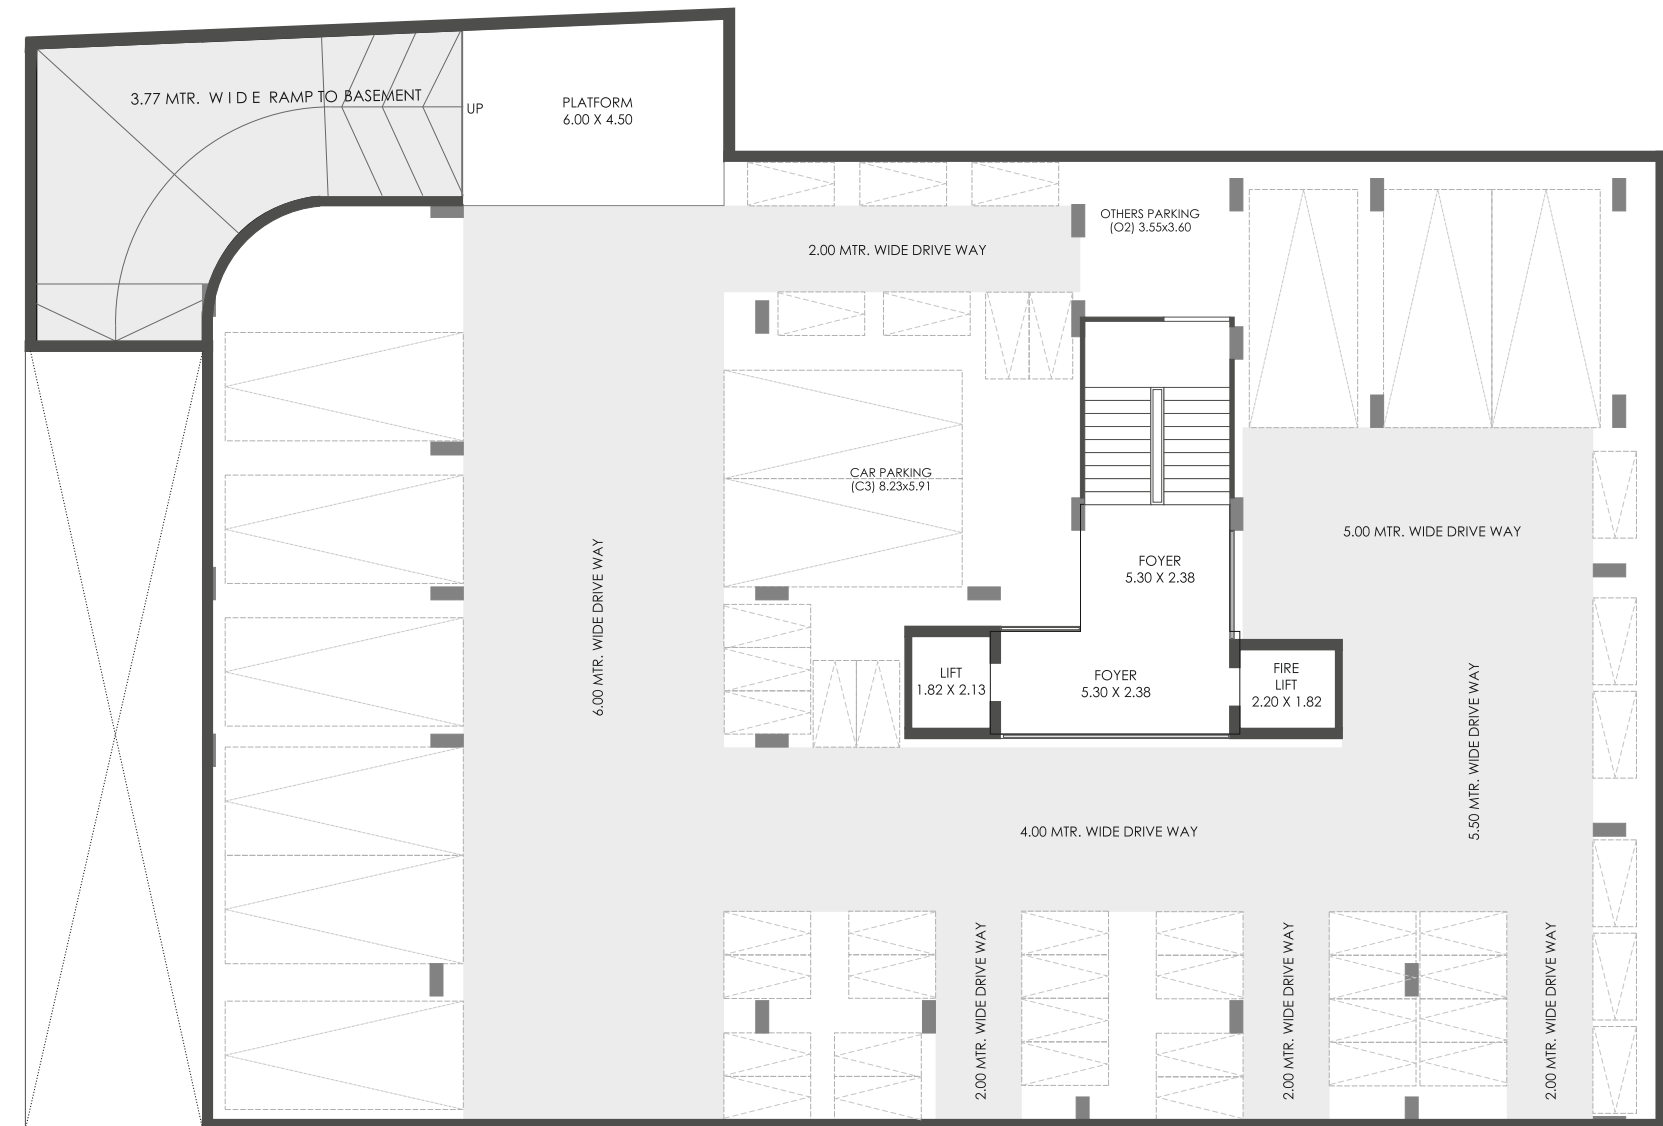 3.77 MTR. WIDE RAMP TO BASEMENT
UP
PLATFORM
6.00 X 4.50
OTHERS PARKING
(O2) 3.55x3.60
2.00 MTR. WIDE DRIVE WAY
CAR PARKING
(C3) 8.23x5.91
5.00 MTR. WIDE DRIVE WAY
FOYER
5.30 X 2.38
6.00 MTR. WIDE DRIVE WAY
LIFT
1.82 X 2.13
FOYER
5.30 X 2.38
FIRE
LIFT
2.20 X 1.82
5.50 MTR. WIDE DRIVE WAY
4.00 MTR. WIDE DRIVE WAY
2.00 MTR. WIDE DRIVE WAY
2.00 MTR. WIDE DRIVE WAY
2.00 MTR. WIDE DRIVE WAY